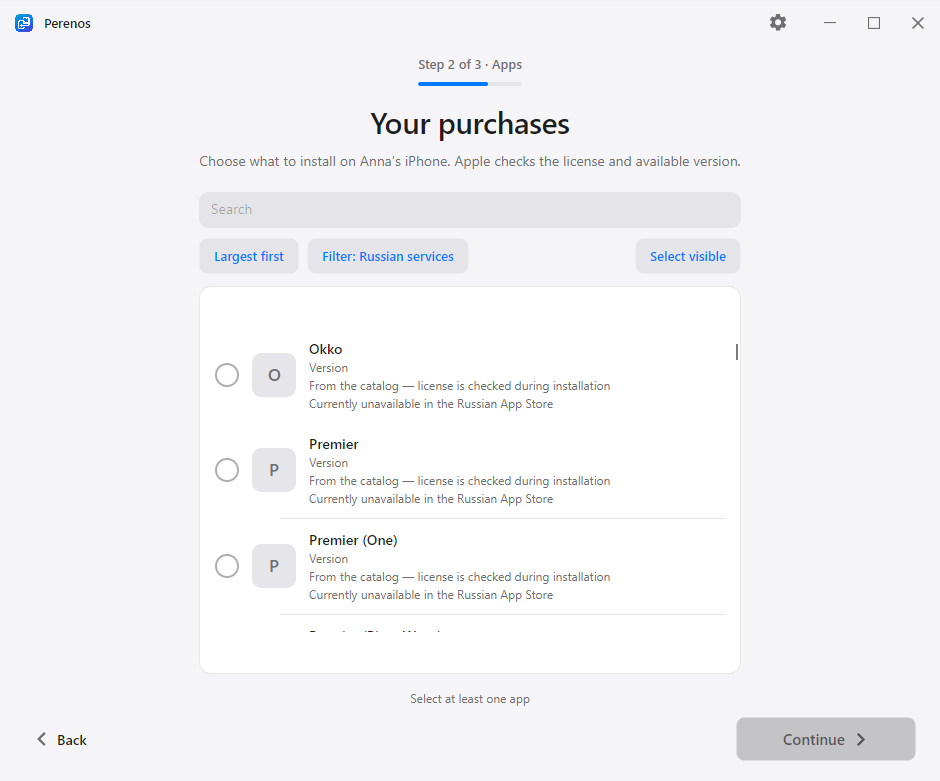 Perenos
Step 2 of 3 · Apps
Your purchases
Choose what to install on Anna's iPhone. Apple checks the license and available version.
Search
Largest first
Filter: Russian services
Select visible
O
Okko
Version
From the catalog — license is checked during installation
Currently unavailable in the Russian App Store
P
Premier
Version
From the catalog — license is checked during installation
Currently unavailable in the Russian App Store
P
Premier (One)
Version
From the catalog — license is checked during installation
Currently unavailable in the Russian App Store
Select at least one app
Back
Continue